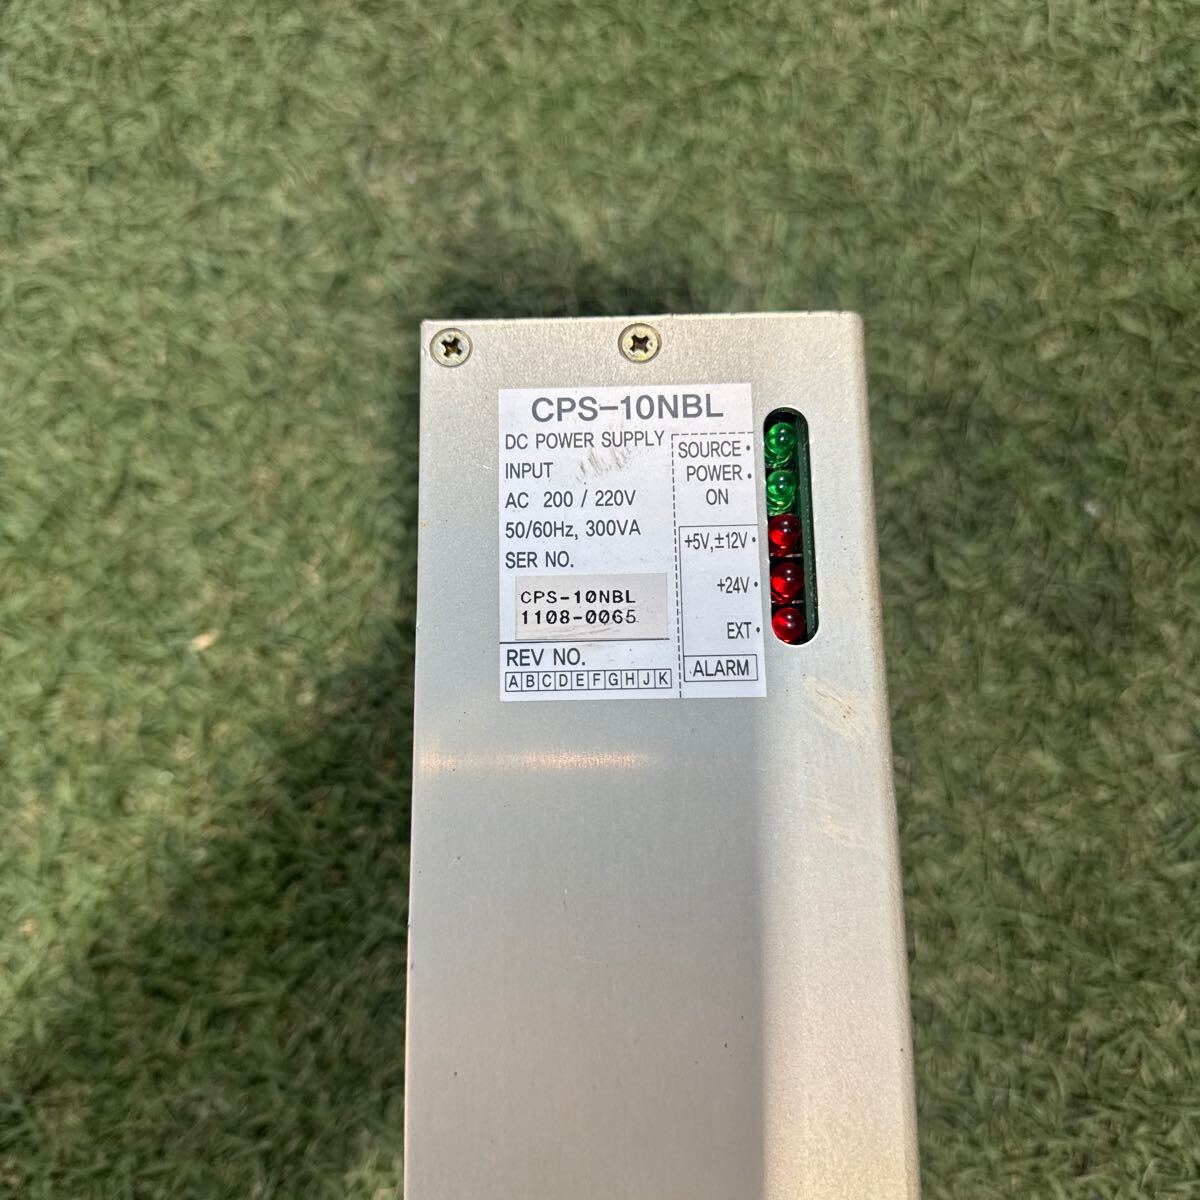 CPS-10NBL
DC POWER SUPPLY
INPUT
AC 200 / 220V
50/60Hz, 300VA
SER NO.
CPS-10NBL
1108-0065
REV NO.
A B C D E F G H J K
SOURCE•
POWER•
ON
+5V,±12V•
+24V•
EXT•
ALARM